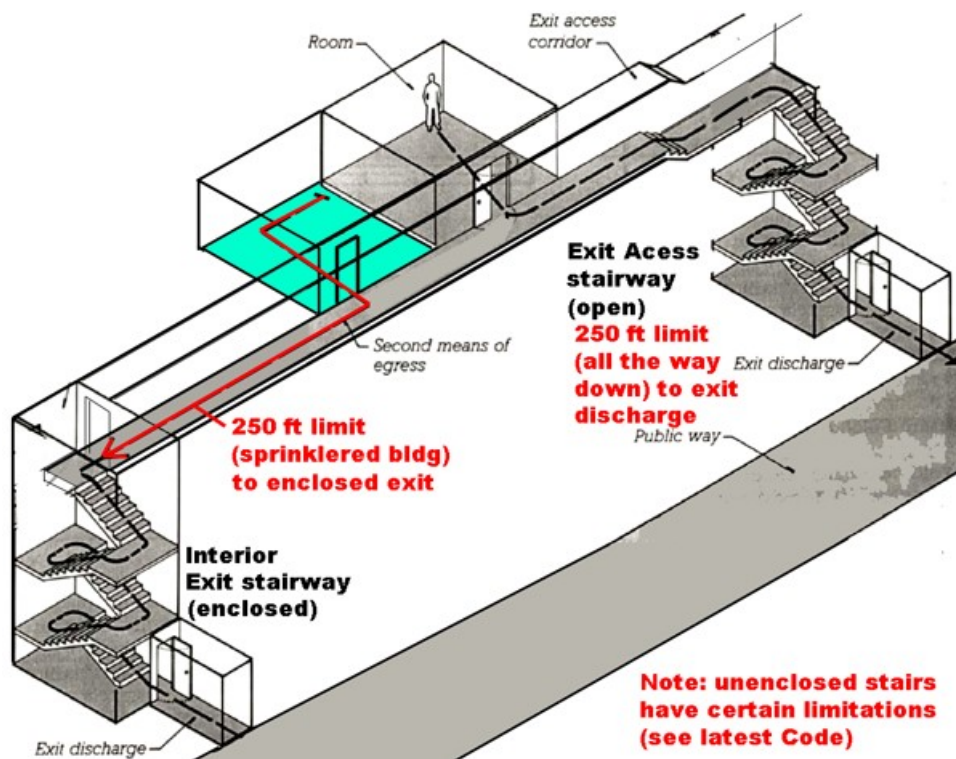 Exit access
corridor
Room
Exit Acess
stairway
(open)
250 ft limit
(all the way
down) to exit
discharge
Exit discharge
Second means of
egress
250 ft limit
(sprinklered bldg)
to enclosed exit
Public way
Interior
Exit stairway
(enclosed)
Note: unenclosed stairs
have certain limitations
(see latest Code)
Exit discharge